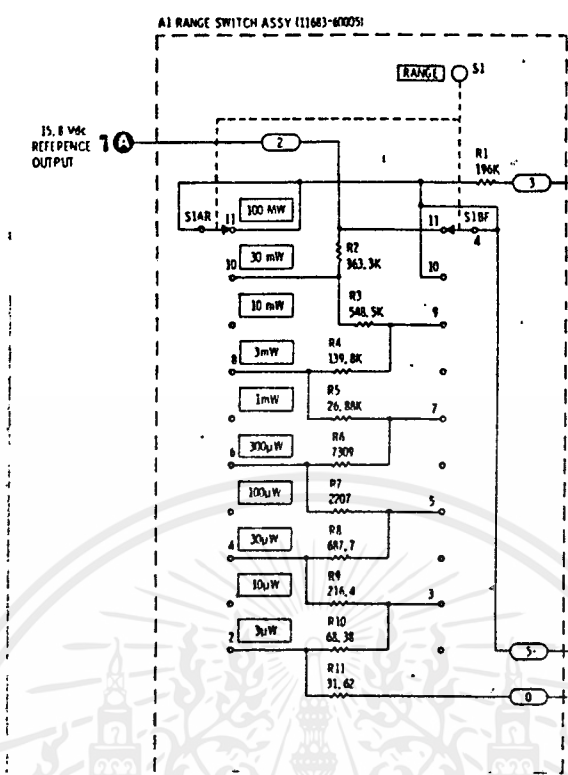 A1 RANGE SWITCH ASSY (11683-60005)
RANGE S1
15.8 Vdc
REFERENCE
OUTPUT
A
2
R1
196K
3
S1AR
11
100 MW
11
S1BF
4
R2
363.3K
10
30 mW
10
R3
548.5K
10 mW
9
R4
139.8K
8
3mW
R5
26.88K
1mW
7
R6
7309
6
300µW
R7
2207
100µW
5
R8
687.7
4
30µW
R9
216.4
10µW
3
R10
68.38
2
3µW
R11
31.62
5
0